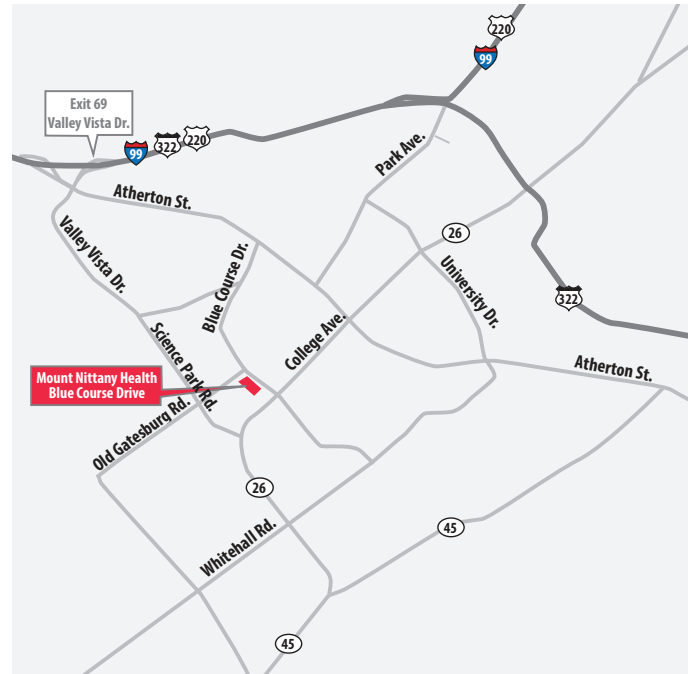 220
99
Exit 69
Valley Vista Dr.
99
322
220
Park Ave.
Atherton St.
26
Valley Vista Dr.
Blue Course Dr.
University Dr.
322
College Ave.
Science Park Rd.
Atherton St.
Mount Nittany Health
Blue Course Drive
Old Gatesburg Rd.
26
45
Whitehall Rd.
45